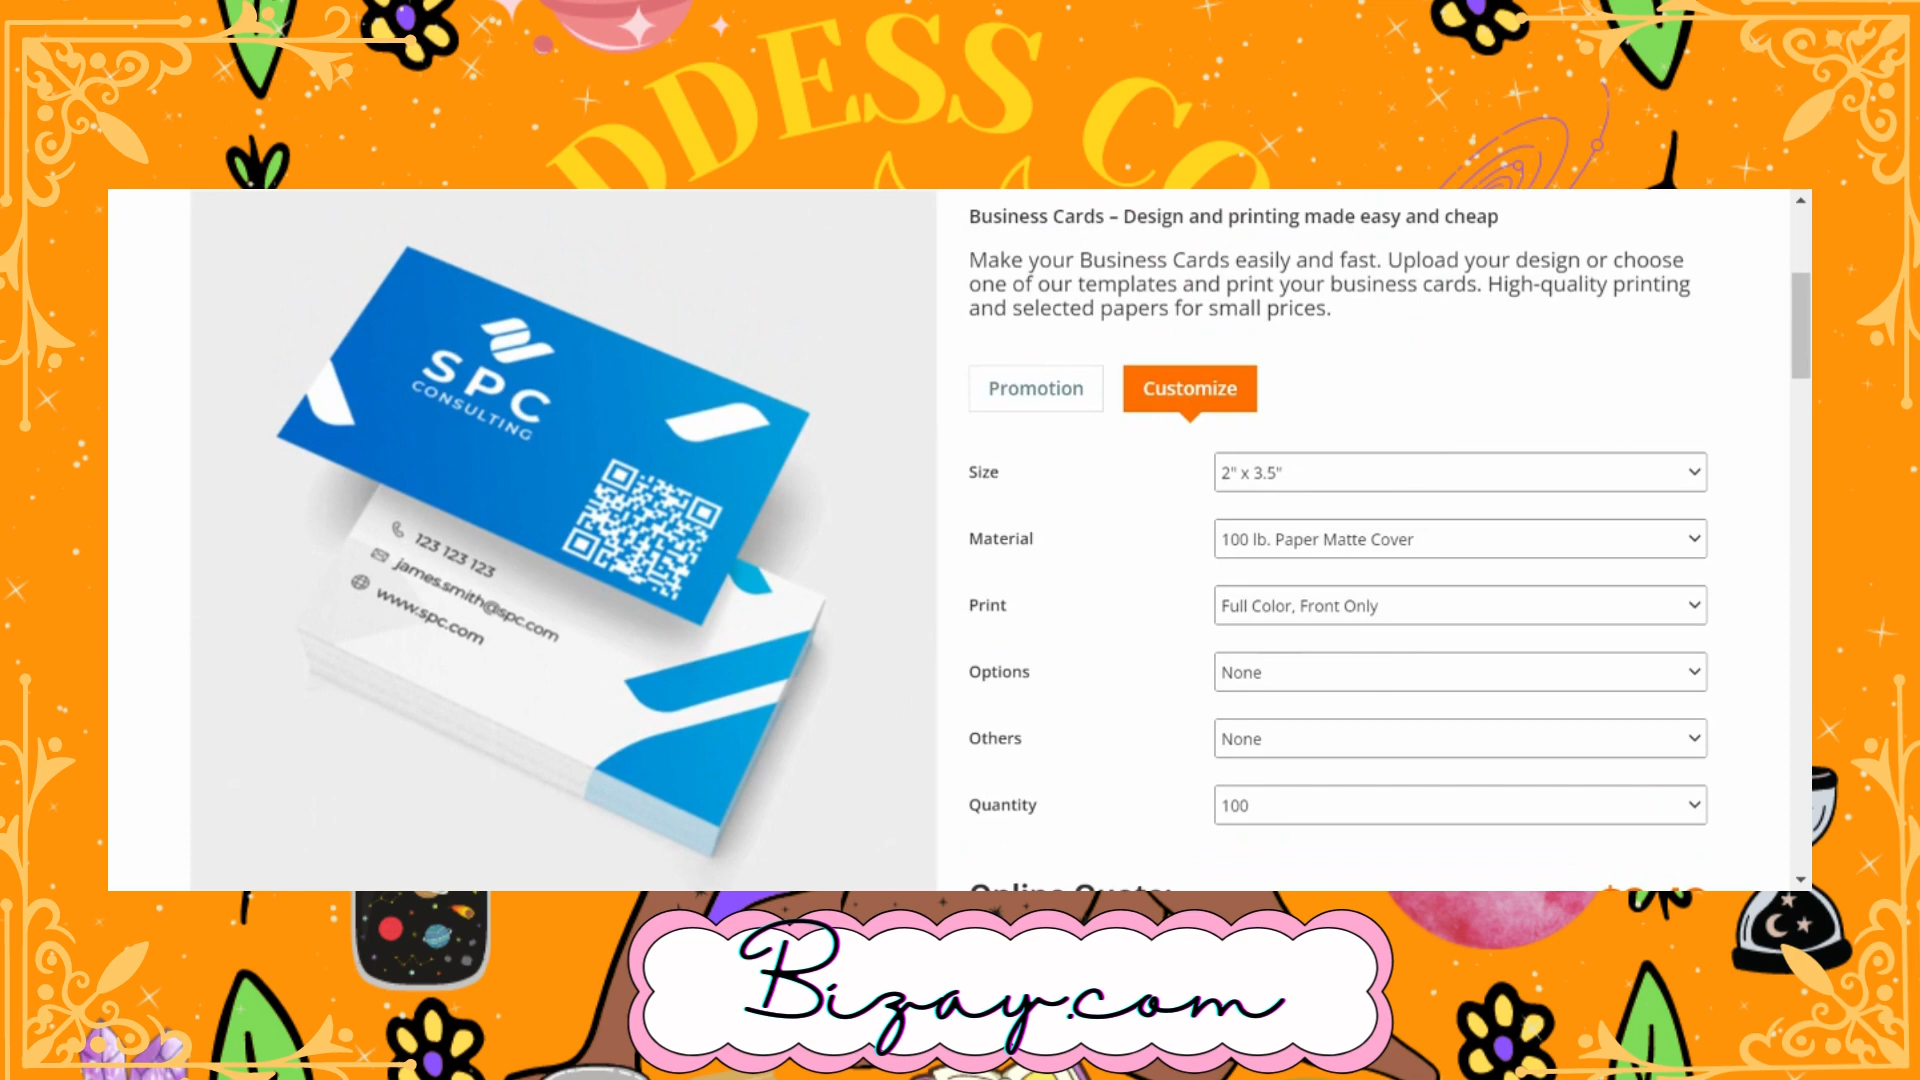 DDESS CO
Business Cards – Design and printing made easy and cheap
Make your Business Cards easily and fast. Upload your design or choose
one of our templates and print your business cards. High-quality printing
and selected papers for small prices.
Promotion
Customize
Size
2" x 3.5"
Material
100 lb. Paper Matte Cover
Print
Full Color, Front Only
Options
None
Others
None
Quantity
100
Online Quote:
SPC
CONSULTING
123 123 123
james.smith@spc.com
www.spc.com
Bizay.com